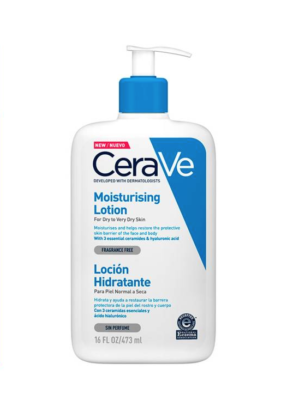 NEW / NUEVO
CeraVe
DEVELOPED WITH DERMATOLOGISTS
Moisturising
Lotion
For Dry to Very Dry Skin
Moisturises and helps restore the protective
skin barrier of the face and body
With 3 essential ceramides & hyaluronic acid
FRAGRANCE FREE
Loción
Hidratante
Para Piel Normal a Seca
Hidrata y ayuda a restaurar la barrera
protectora de la piel del rostro y cuerpo
Con 3 ceramidas esenciales y
ácido hialurónico
SIN PERFUME
16 FL OZ/473 ml